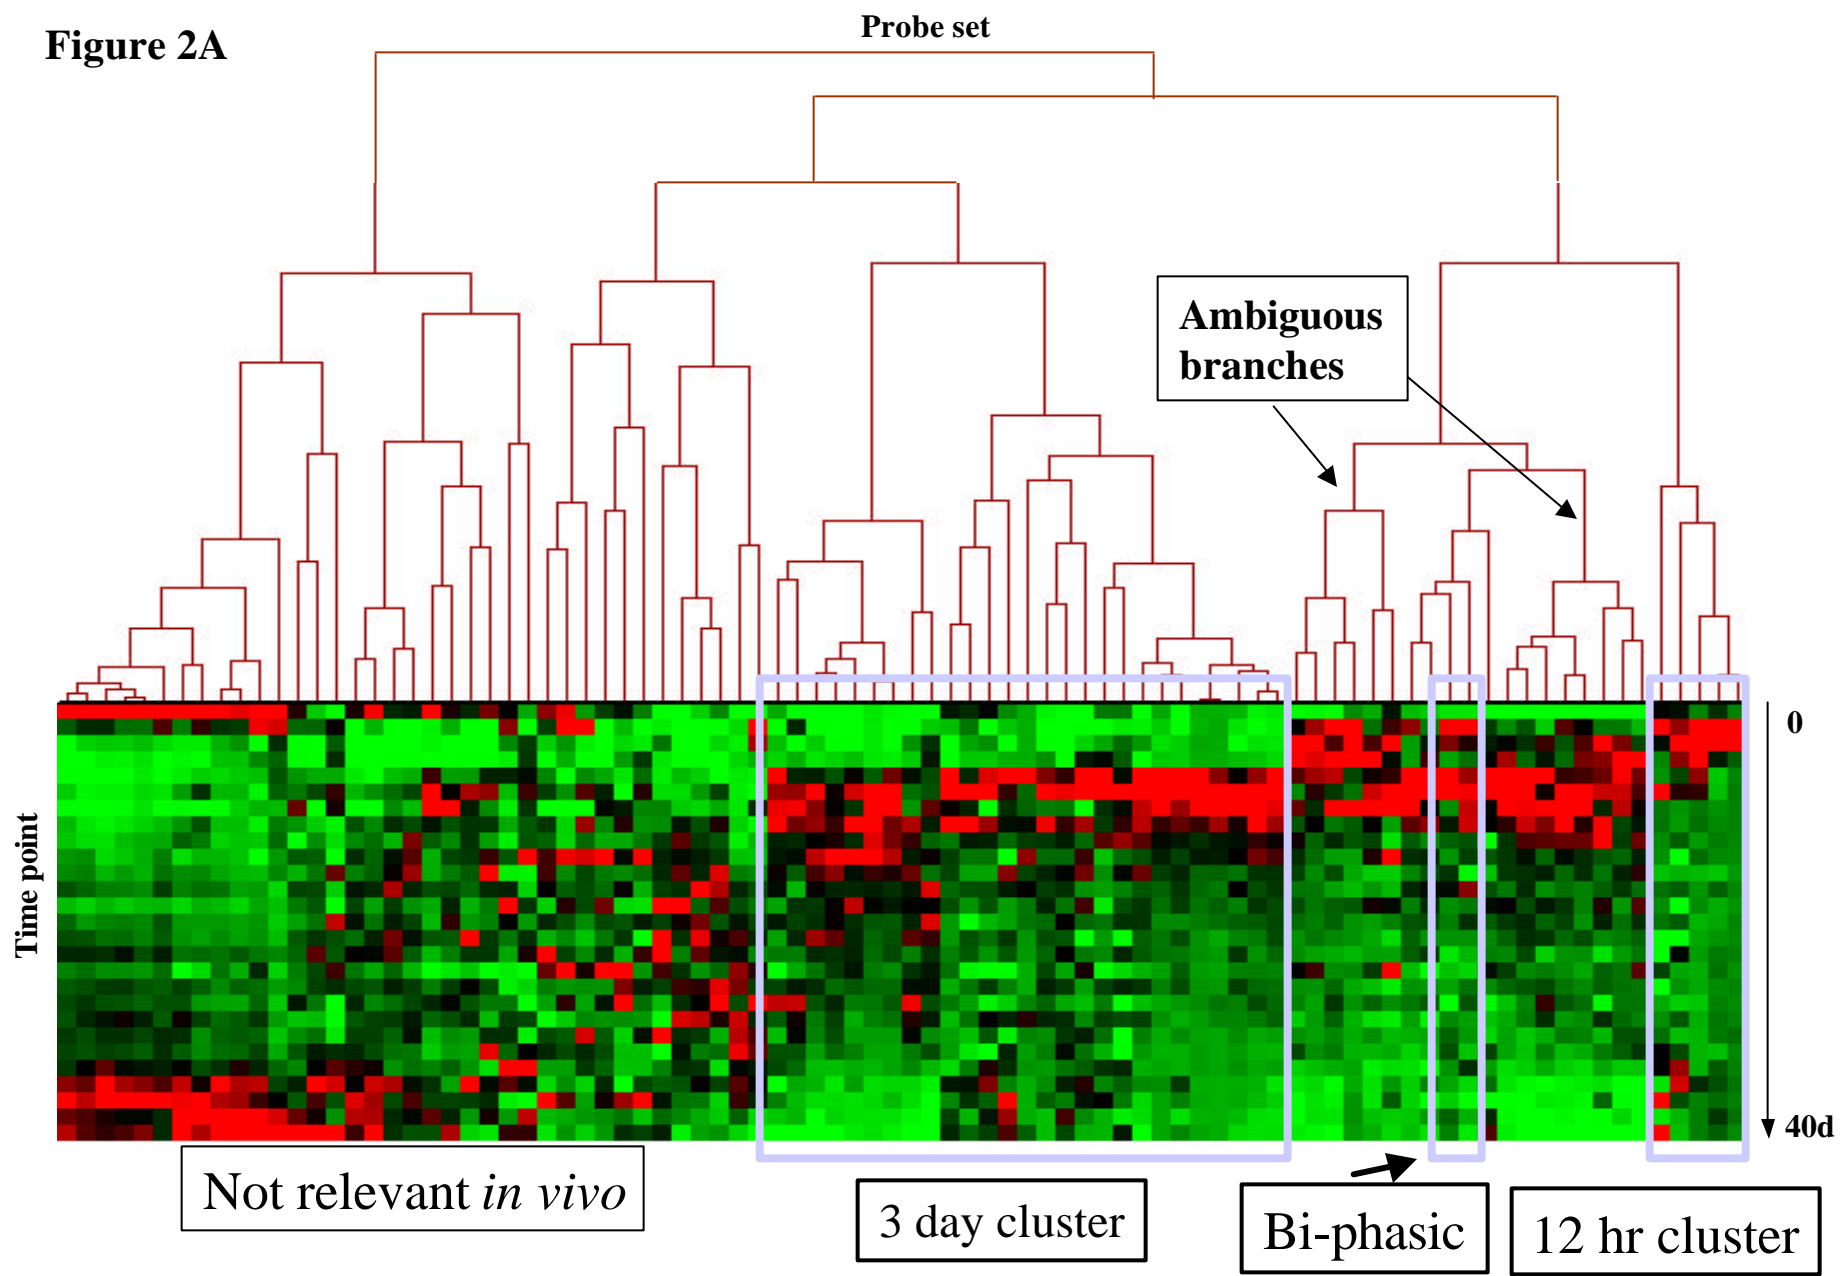 Figure 2A
Probe set
Ambiguous
branches
0
Time point
40d
Not relevant in vivo
3 day cluster
Bi-phasic
12 hr cluster